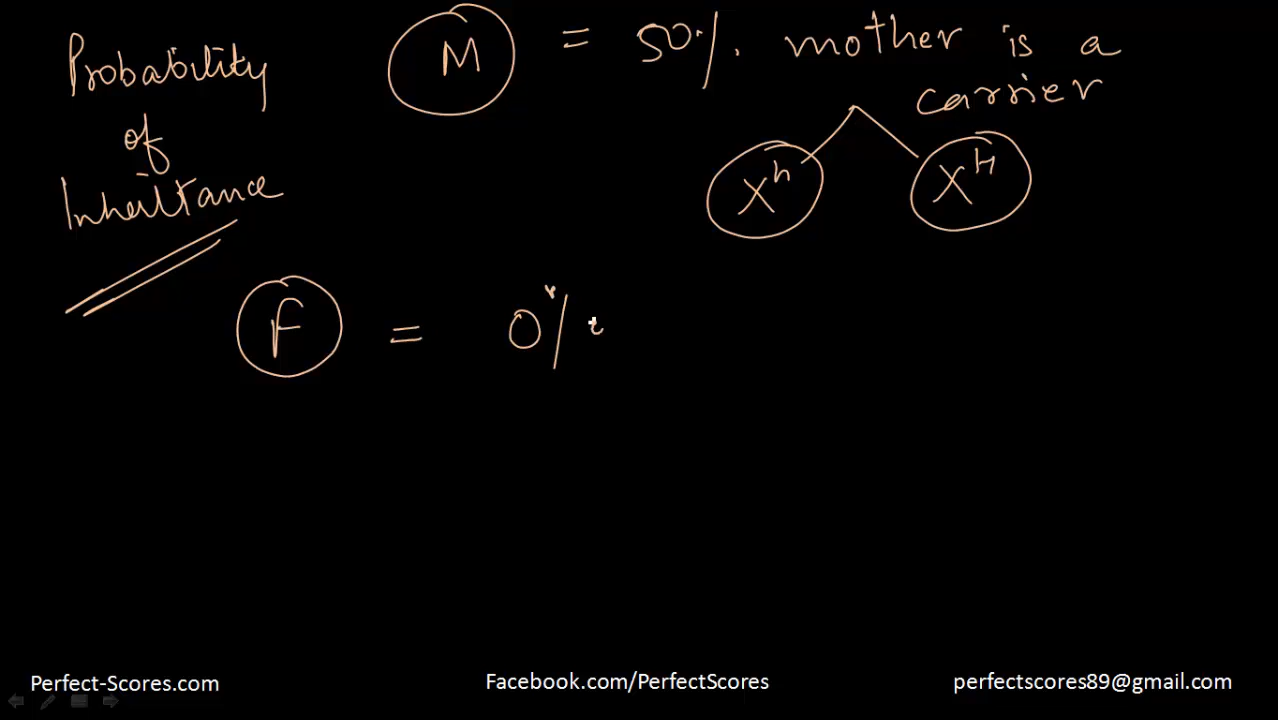 Probability
of
Inheritance
M = 50%. mother is a
carrier
X^h X^H
F = 0%
Perfect-Scores.com Facebook.com/PerfectScores perfectscores89@gmail.com